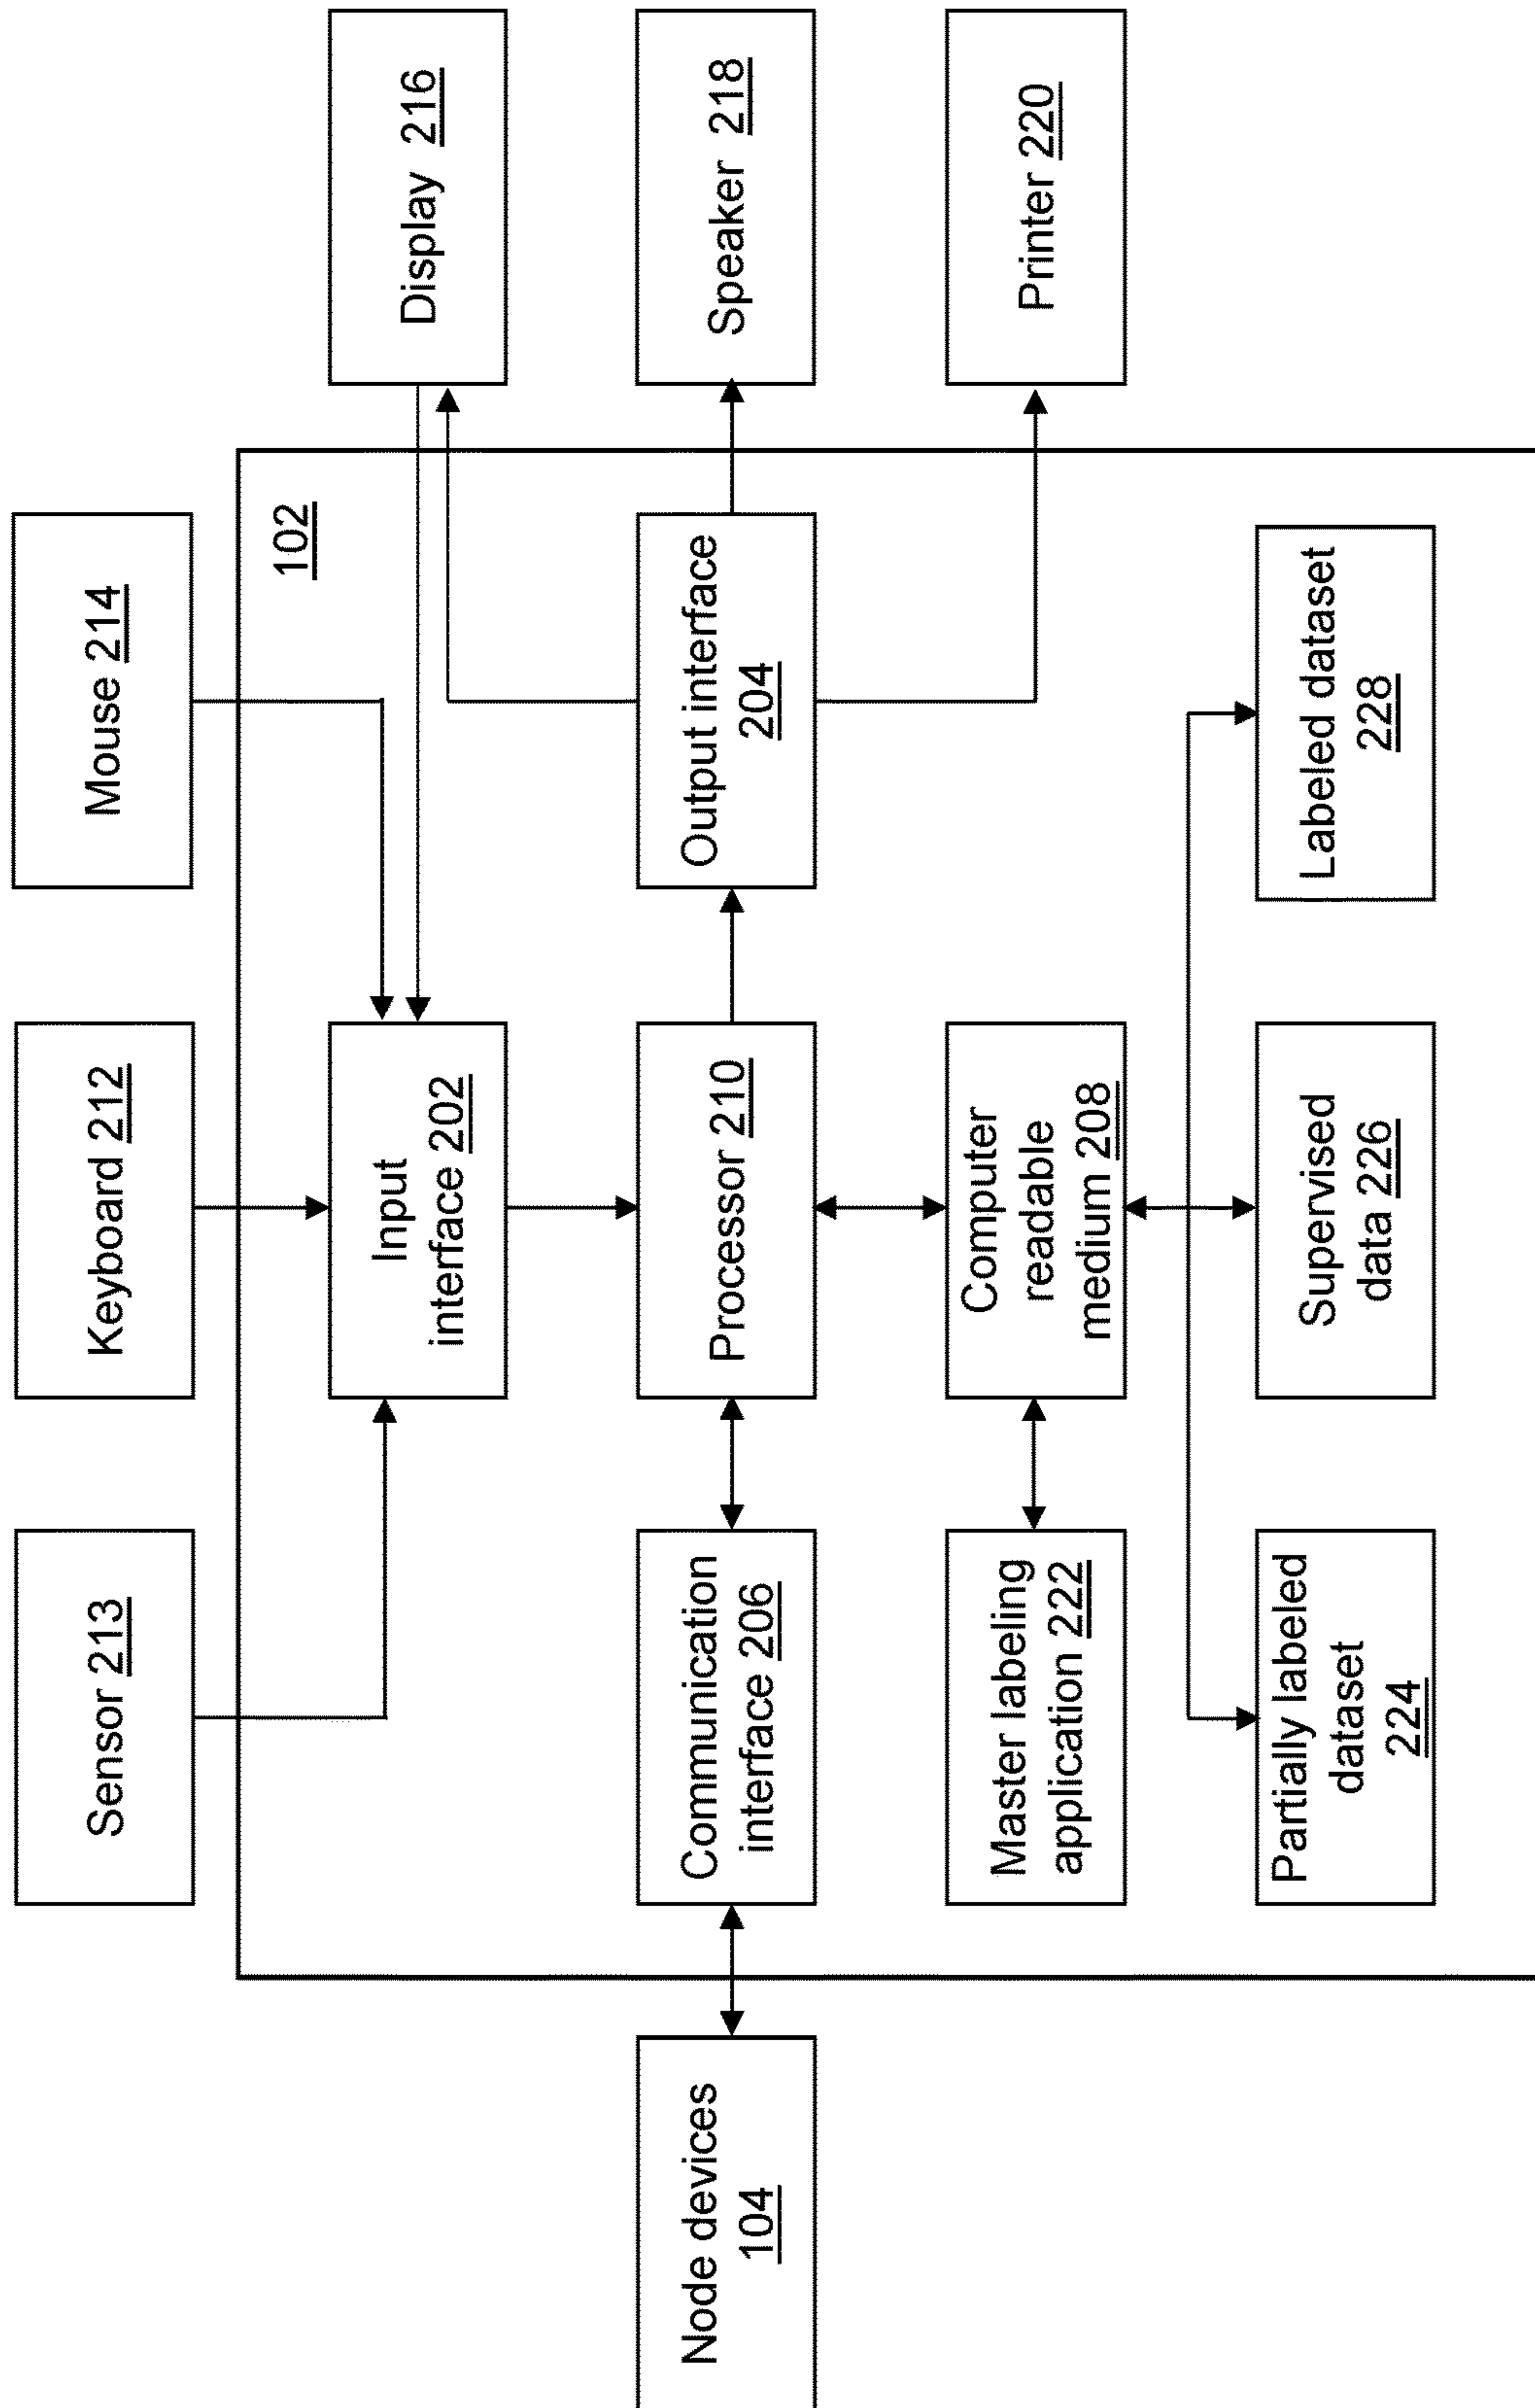 Sensor 213
Keyboard 212
Mouse 214
102
Input
interface 202
Display 216
Node devices
104
Communication
interface 206
Processor 210
Output interface
204
Speaker 218
Master labeling
application 222
Computer
readable
medium 208
Printer 220
Partially labeled
dataset
224
Supervised
data 226
Labeled dataset
228